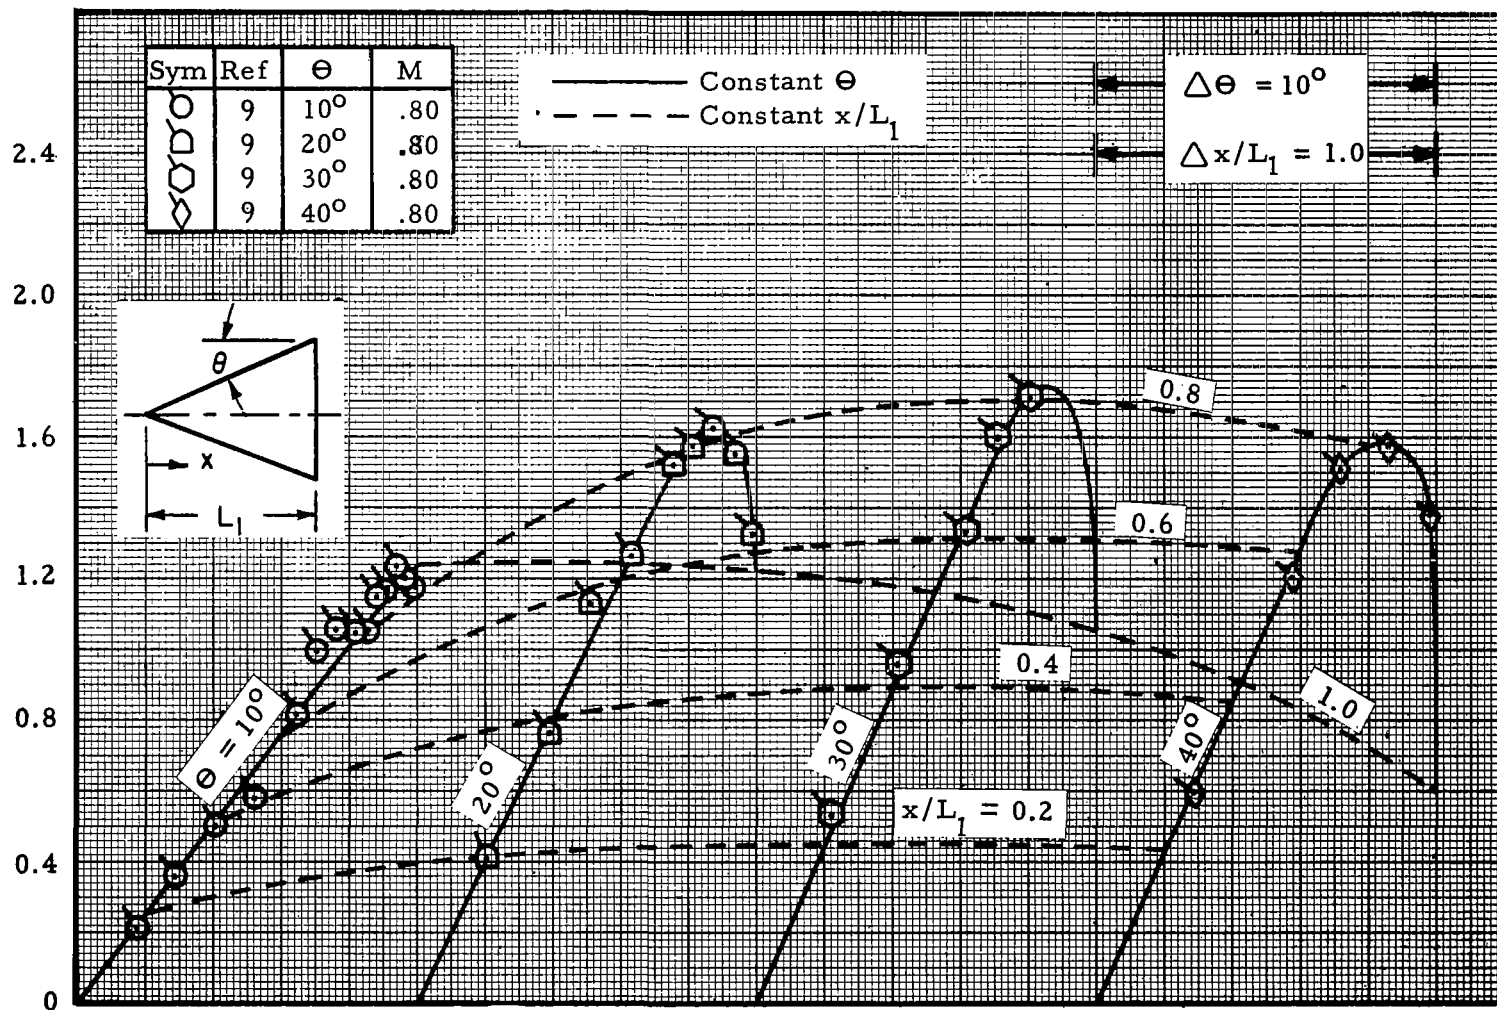 Sym Ref Θ M
9 10° .80
9 20° .80
9 30° .80
9 40° .80
Constant Θ
Constant x/L₁
△Θ = 10°
△x/L₁ = 1.0
2.4
2.0
1.6
1.2
0.8
0.4
0
θ
x
L₁
0.8
0.6
0.4
1.0
x/L₁ = 0.2
Θ = 10°
20°
30°
40°